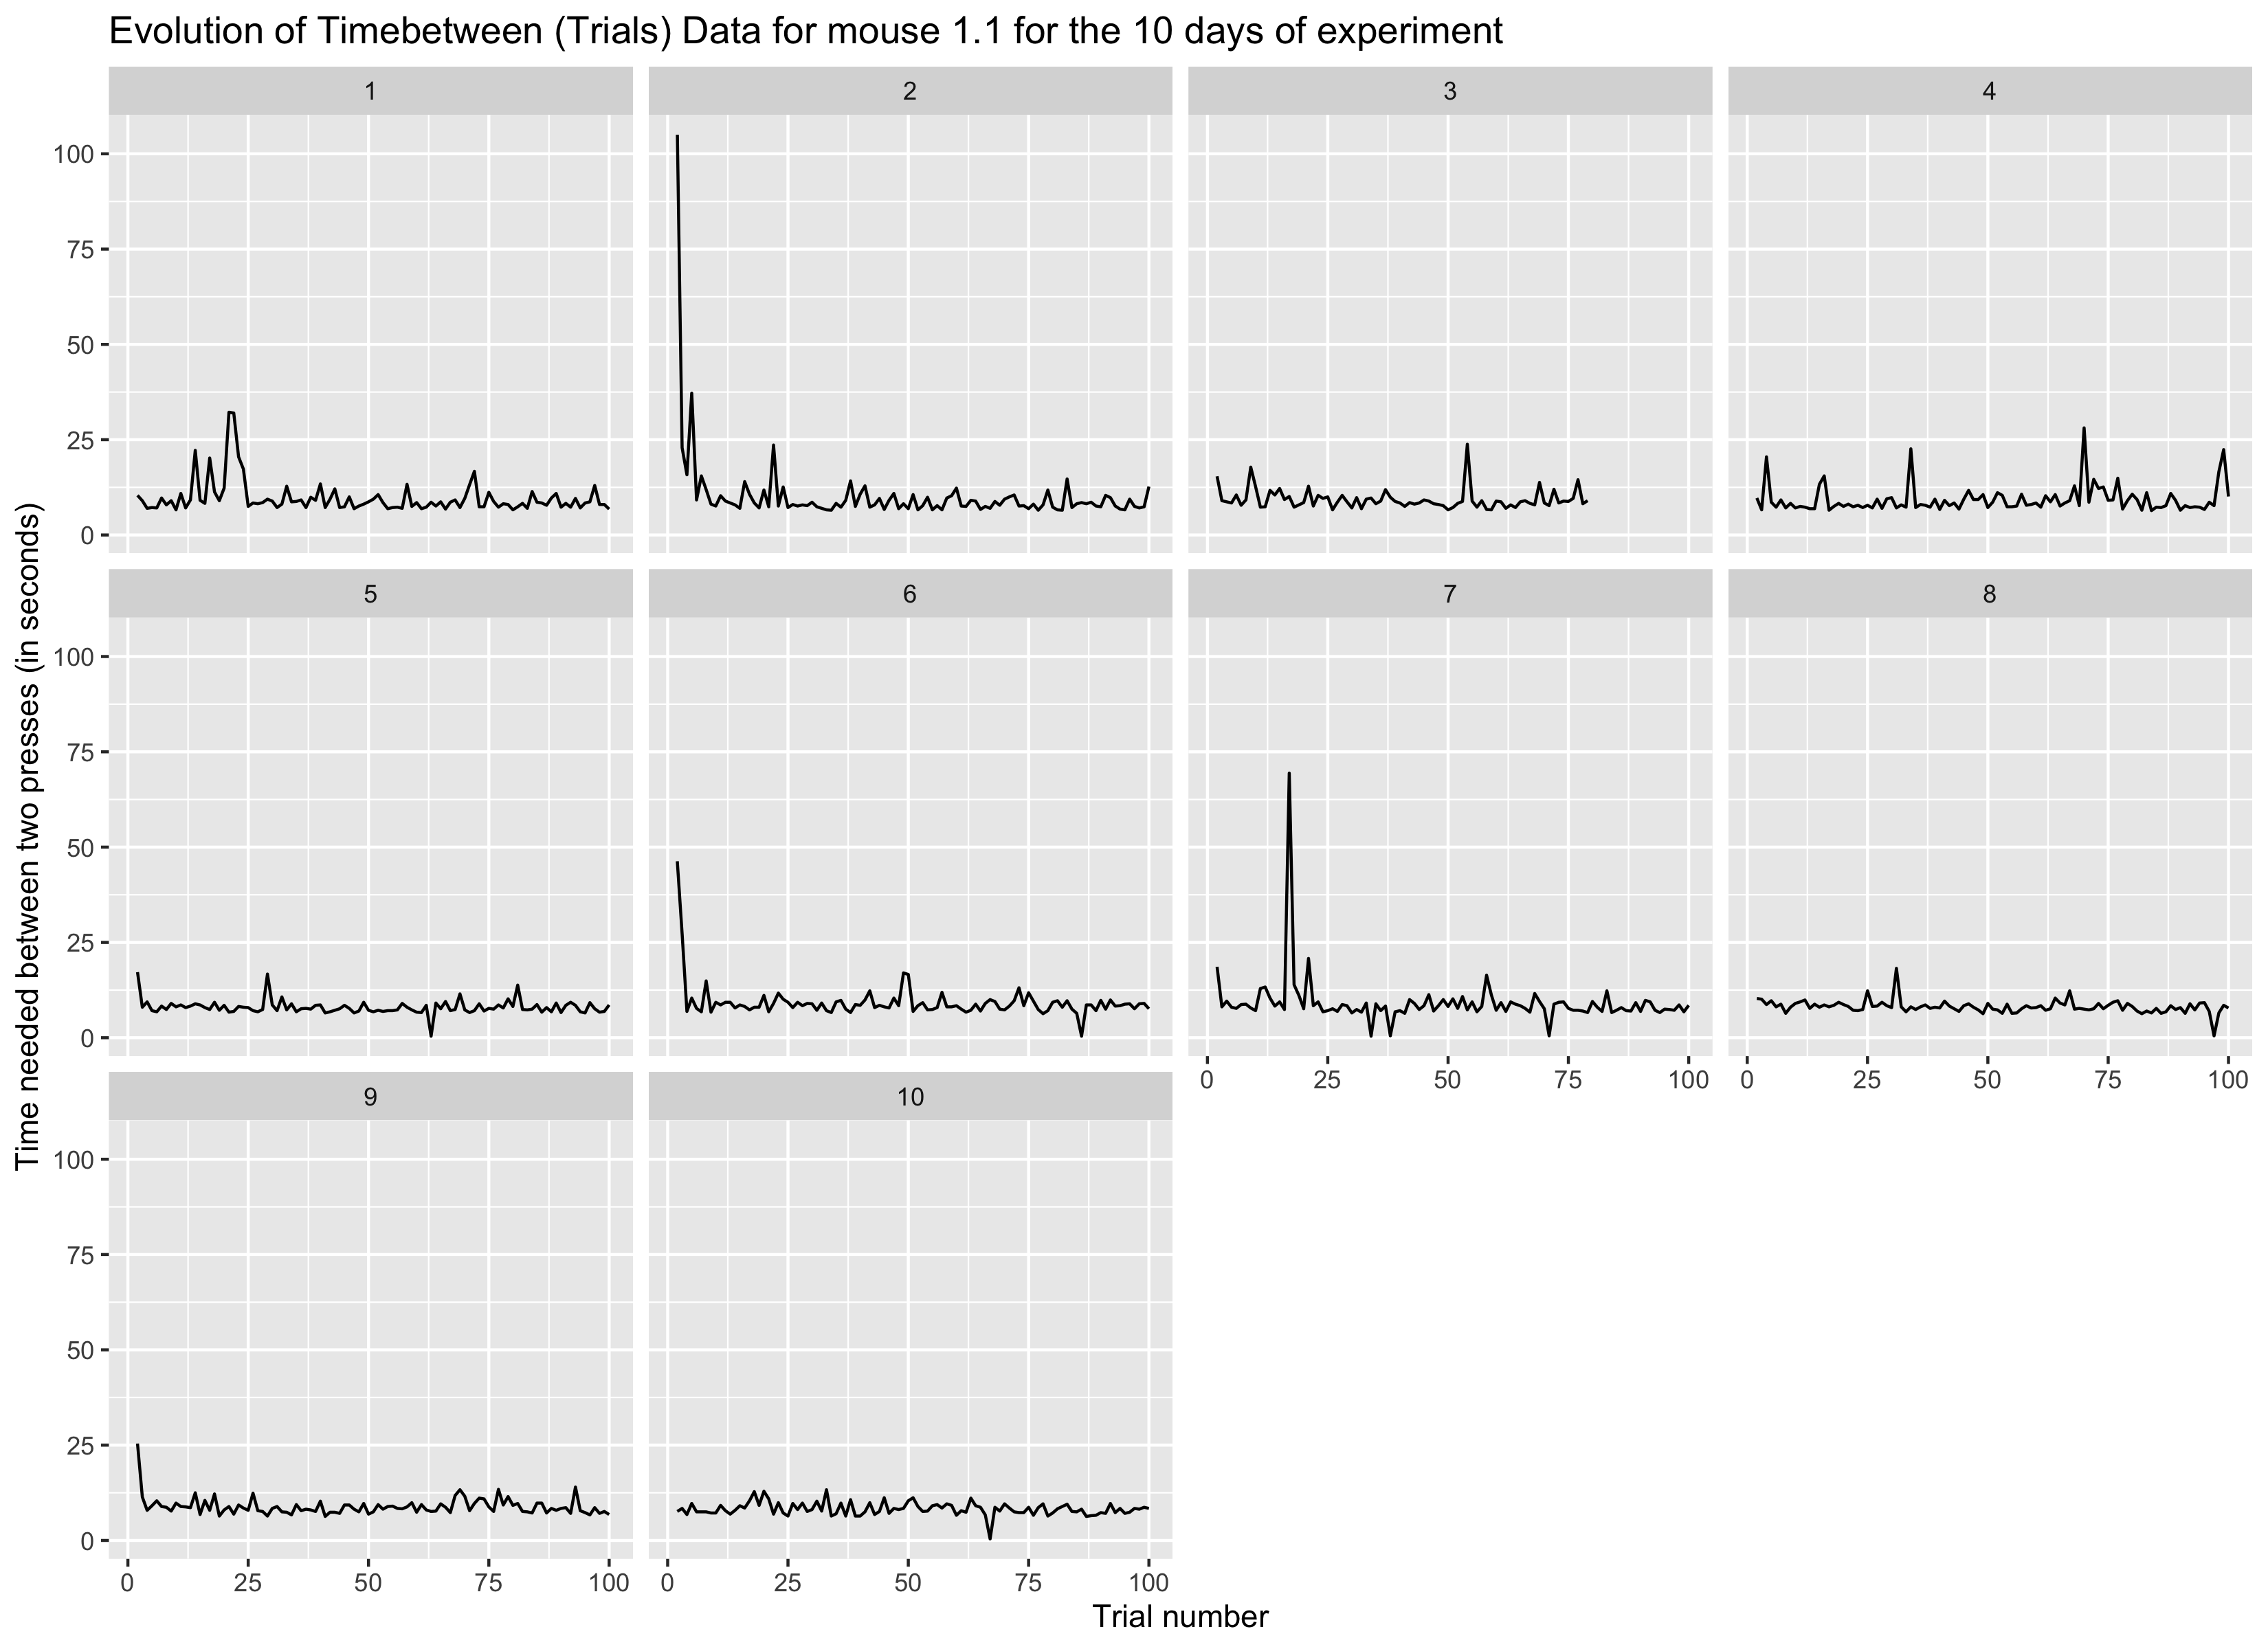 Evolution of Timebetween (Trials) Data for mouse 1.1 for the 10 days of experiment
1 2 3 4
100
75
50
25
0
5 6 7 8
100
75
50
25
0
0 25 50 75 100 0 25 50 75 100
9 10
100
75
50
25
0
0 25 50 75 100 0 25 50 75 100
Trial number
Time needed between two presses (in seconds)